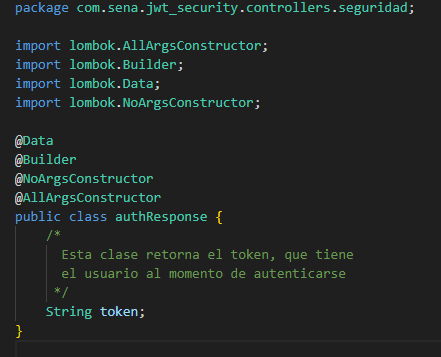 package com.sena.jwt_security.controllers.seguridad;
import lombok.AllArgsConstructor;
import lombok.Builder;
import lombok.Data;
import lombok.NoArgsConstructor;
@Data
@Builder
@NoArgsConstructor
@AllArgsConstructor
public class authResponse {
/*
Esta clase retorna el token, que tiene
el usuario al momento de autenticarse
*/
String token;
}